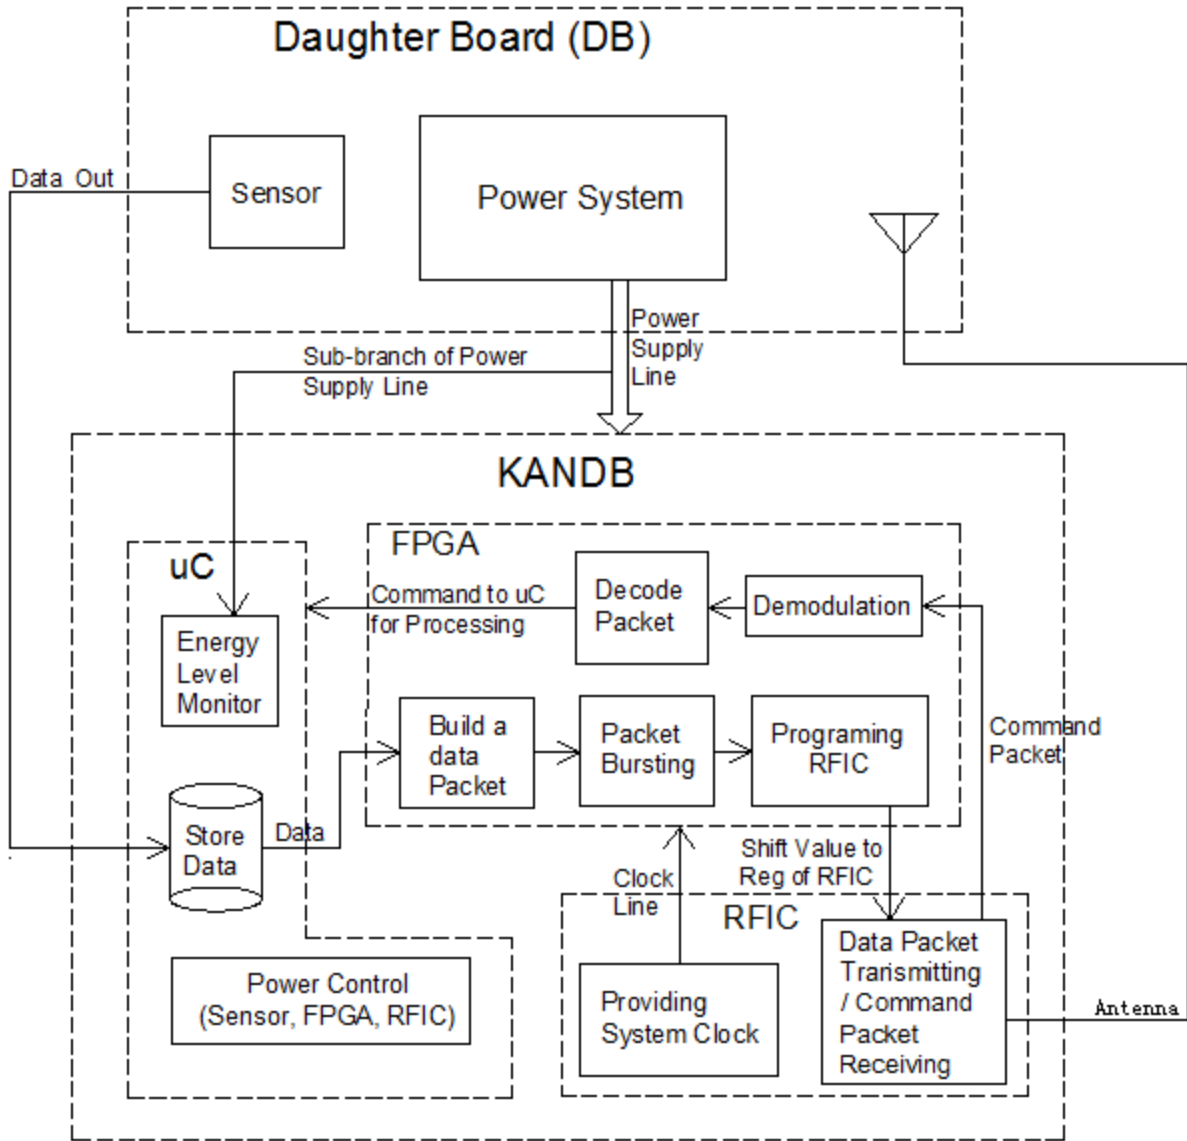 Daughter Board (DB)
Data Out
Sensor
Power System
Power
Supply
Line
Sub-branch of Power
Supply Line
KANDB
uC
FPGA
Energy
Level
Monitor
Command to uC
for Processing
Decode
Packet
Demodulation
Build a
data
Packet
Packet
Bursting
Programing
RFIC
Command
Packet
Store
Data
Data
Clock
Line
Shift Value to
Reg of RFIC
RFIC
Power Control
(Sensor, FPGA, RFIC)
Providing
System Clock
Data Packet
Trarismitting
/ Command
Packet
Receiving
Antenna